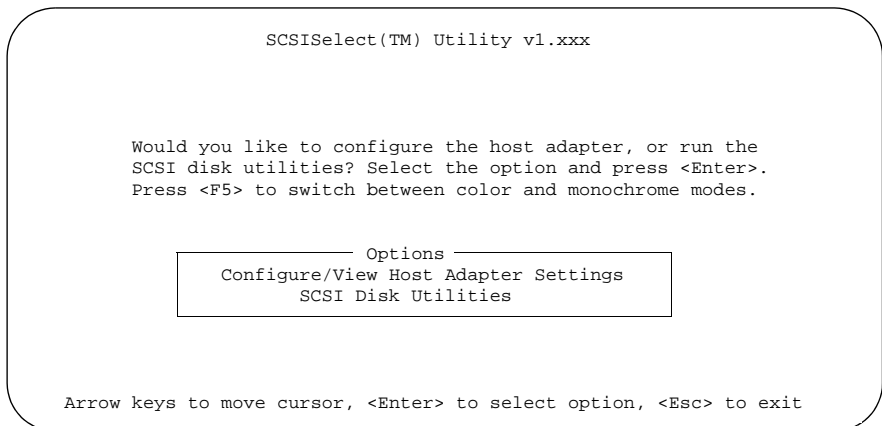 SCSISelect(TM) Utility v1.xxx
Would you like to configure the host adapter, or run the
SCSI disk utilities? Select the option and press <Enter>.
Press <F5> to switch between color and monochrome modes.
Options
Configure/View Host Adapter Settings
SCSI Disk Utilities
Arrow keys to move cursor, <Enter> to select option, <Esc> to exit